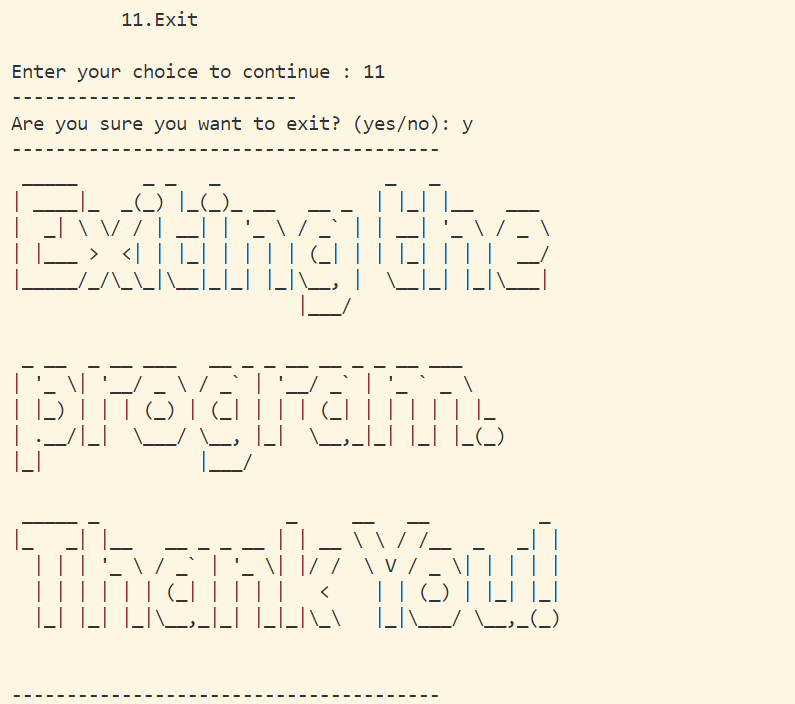 11.Exit
Enter your choice to continue : 11
--------------------------
Are you sure you want to exit? (yes/no): y
---------------------------------------
Exiting the
program.
Thank You!
---------------------------------------